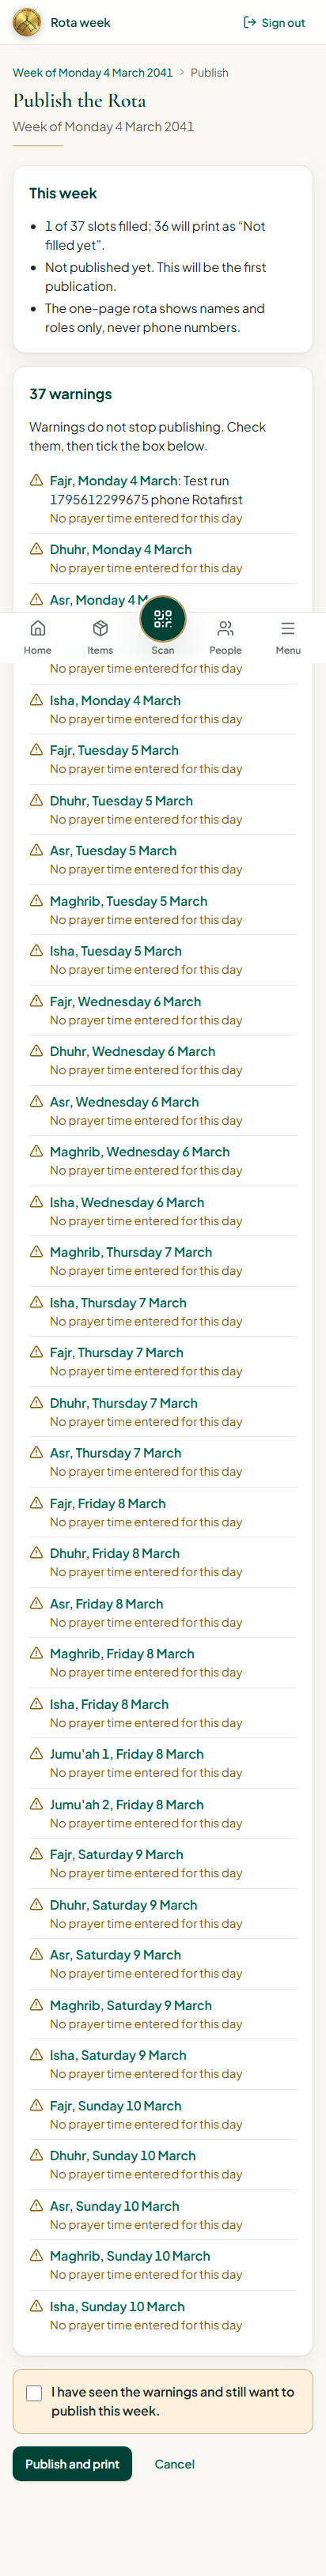 Rota week
Sign out
Week of Monday 4 March 2041 > Publish
Publish the Rota
Week of Monday 4 March 2041
This week
• 1 of 37 slots filled; 36 will print as “Not
filled yet”.
• Not published yet. This will be the first
publication.
• The one-page rota shows names and
roles only, never phone numbers.
37 warnings
Warnings do not stop publishing. Check
them, then tick the box below.
Fajr, Monday 4 March: Test run
1795612299675 phone Rotafirst
No prayer time entered for this day
Dhuhr, Monday 4 March
No prayer time entered for this day
Asr, Monday 4 M
Home
Items
Scan
People
Menu
No prayer time entered for this day
Isha, Monday 4 March
No prayer time entered for this day
Fajr, Tuesday 5 March
No prayer time entered for this day
Dhuhr, Tuesday 5 March
No prayer time entered for this day
Asr, Tuesday 5 March
No prayer time entered for this day
Maghrib, Tuesday 5 March
No prayer time entered for this day
Isha, Tuesday 5 March
No prayer time entered for this day
Fajr, Wednesday 6 March
No prayer time entered for this day
Dhuhr, Wednesday 6 March
No prayer time entered for this day
Asr, Wednesday 6 March
No prayer time entered for this day
Maghrib, Wednesday 6 March
No prayer time entered for this day
Isha, Wednesday 6 March
No prayer time entered for this day
Maghrib, Thursday 7 March
No prayer time entered for this day
Isha, Thursday 7 March
No prayer time entered for this day
Fajr, Thursday 7 March
No prayer time entered for this day
Dhuhr, Thursday 7 March
No prayer time entered for this day
Asr, Thursday 7 March
No prayer time entered for this day
Fajr, Friday 8 March
No prayer time entered for this day
Dhuhr, Friday 8 March
No prayer time entered for this day
Asr, Friday 8 March
No prayer time entered for this day
Maghrib, Friday 8 March
No prayer time entered for this day
Isha, Friday 8 March
No prayer time entered for this day
Jumu'ah 1, Friday 8 March
No prayer time entered for this day
Jumu'ah 2, Friday 8 March
No prayer time entered for this day
Fajr, Saturday 9 March
No prayer time entered for this day
Dhuhr, Saturday 9 March
No prayer time entered for this day
Asr, Saturday 9 March
No prayer time entered for this day
Maghrib, Saturday 9 March
No prayer time entered for this day
Isha, Saturday 9 March
No prayer time entered for this day
Fajr, Sunday 10 March
No prayer time entered for this day
Dhuhr, Sunday 10 March
No prayer time entered for this day
Asr, Sunday 10 March
No prayer time entered for this day
Maghrib, Sunday 10 March
No prayer time entered for this day
Isha, Sunday 10 March
No prayer time entered for this day
I have seen the warnings and still want to
publish this week.
Publish and print
Cancel